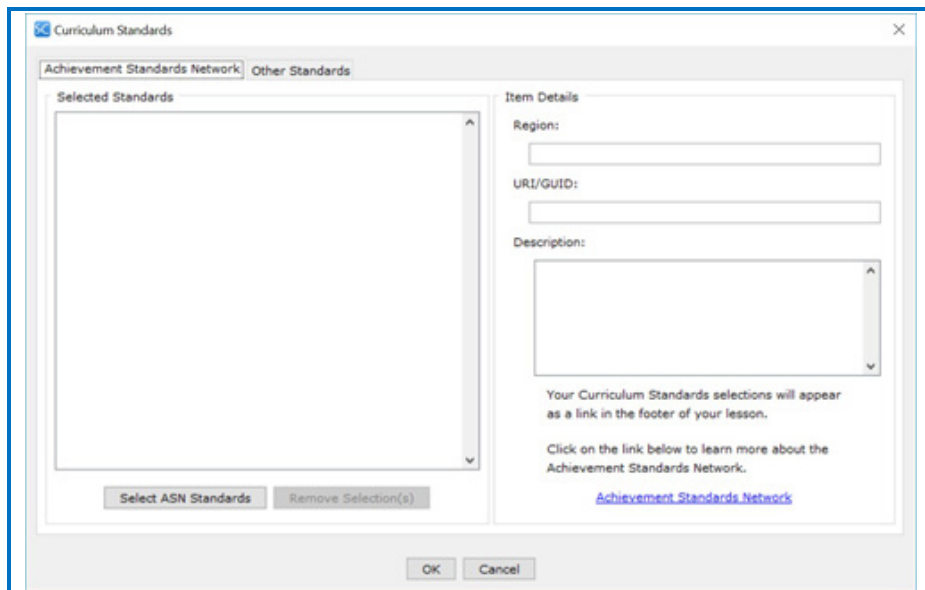 Curriculum Standards
Achievement Standards Network
Other Standards
Selected Standards
Item Details
Region:
URI/GUID:
Description:
Your Curriculum Standards selections will appear
as a link in the footer of your lesson.
Click on the link below to learn more about the
Achievement Standards Network.
Achievement Standards Network
Select ASN Standards
Remove Selection(s)
OK
Cancel